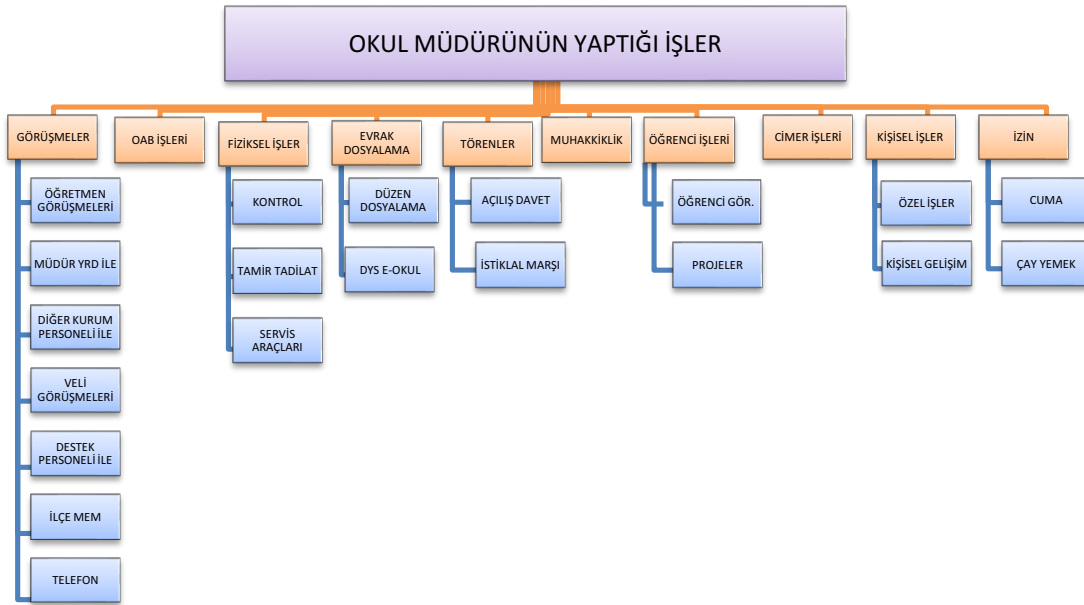 OKUL MÜDÜRÜNÜN YAPTIĞI İŞLER
GÖRÜŞMELER
ÖĞRETMEN
GÖRÜŞMELERİ
MÜDÜR YRD İLE
DİĞER KURUM
PERSONELİ İLE
VELİ
GÖRÜŞMELERİ
DESTEK
PERSONELİ İLE
İLÇE MEM
TELEFON
OAB İŞLERİ
FİZİKSEL İŞLER
KONTROL
TAMİR TADİLAT
SERVİS
ARAÇLARI
EVRAK
DOSYALAMA
DÜZEN
DOSYALAMA
DYS E-OKUL
TÖRENLER
AÇILIŞ DAVET
İSTİKLAL MARŞI
MUHAKKİKLİK
ÖĞRENCİ İŞLERİ
ÖĞRENCİ GÖR.
PROJELER
CİMER İŞLERİ
KİŞİSEL İŞLER
ÖZEL İŞLER
KİŞİSEL GELİŞİM
İZİN
CUMA
ÇAY YEMEK